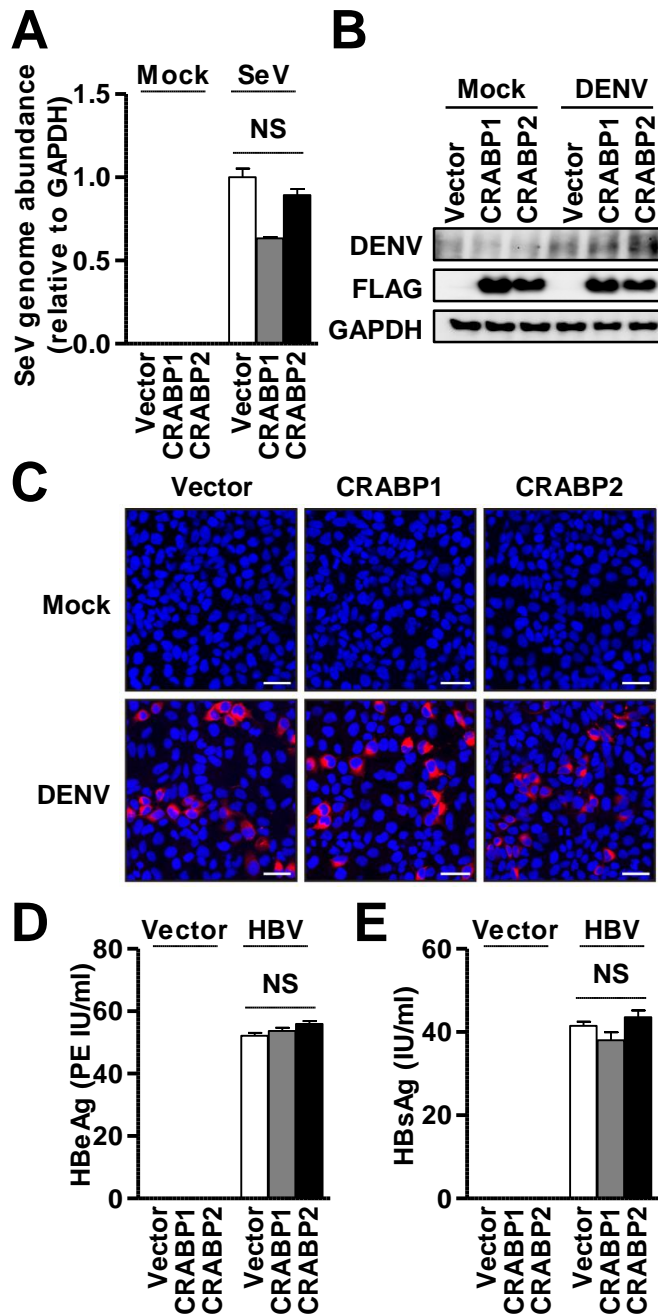 A
Mock SeV
NS
SeV genome abundance
(relative to GAPDH)
1.5
1.0
0.5
0.0
Vector
CRABP1
CRABP2
Vector
CRABP1
CRABP2
B
Mock DENV
Vector
CRABP1
CRABP2
Vector
CRABP1
CRABP2
DENV
FLAG
GAPDH
C
Vector CRABP1 CRABP2
Mock
DENV
D
Vector HBV
NS
HBeAg (PE IU/ml)
80
60
40
20
0
Vector
CRABP1
CRABP2
Vector
CRABP1
CRABP2
E
Vector HBV
NS
HBsAg (IU/ml)
60
40
20
0
Vector
CRABP1
CRABP2
Vector
CRABP1
CRABP2